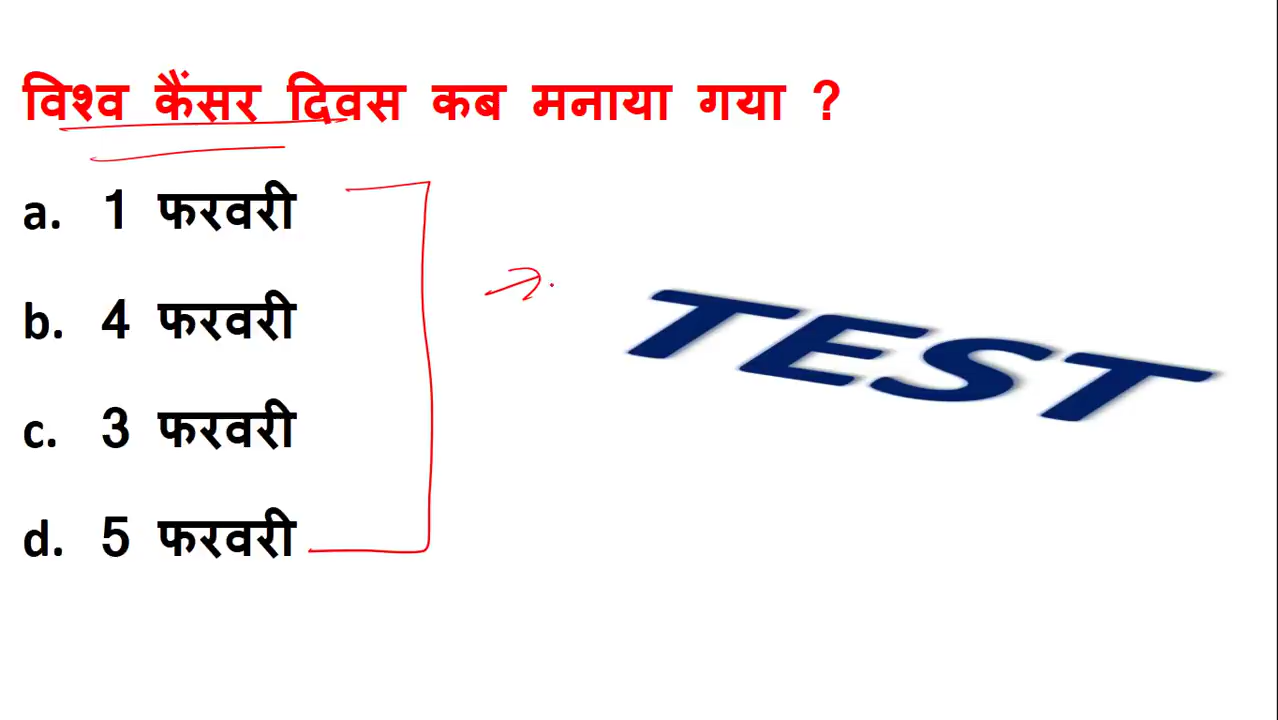 विश्व कैंसर दिवस कब मनाया गया ?
a. 1 फरवरी
b. 4 फरवरी
c. 3 फरवरी
d. 5 फरवरी
TEST